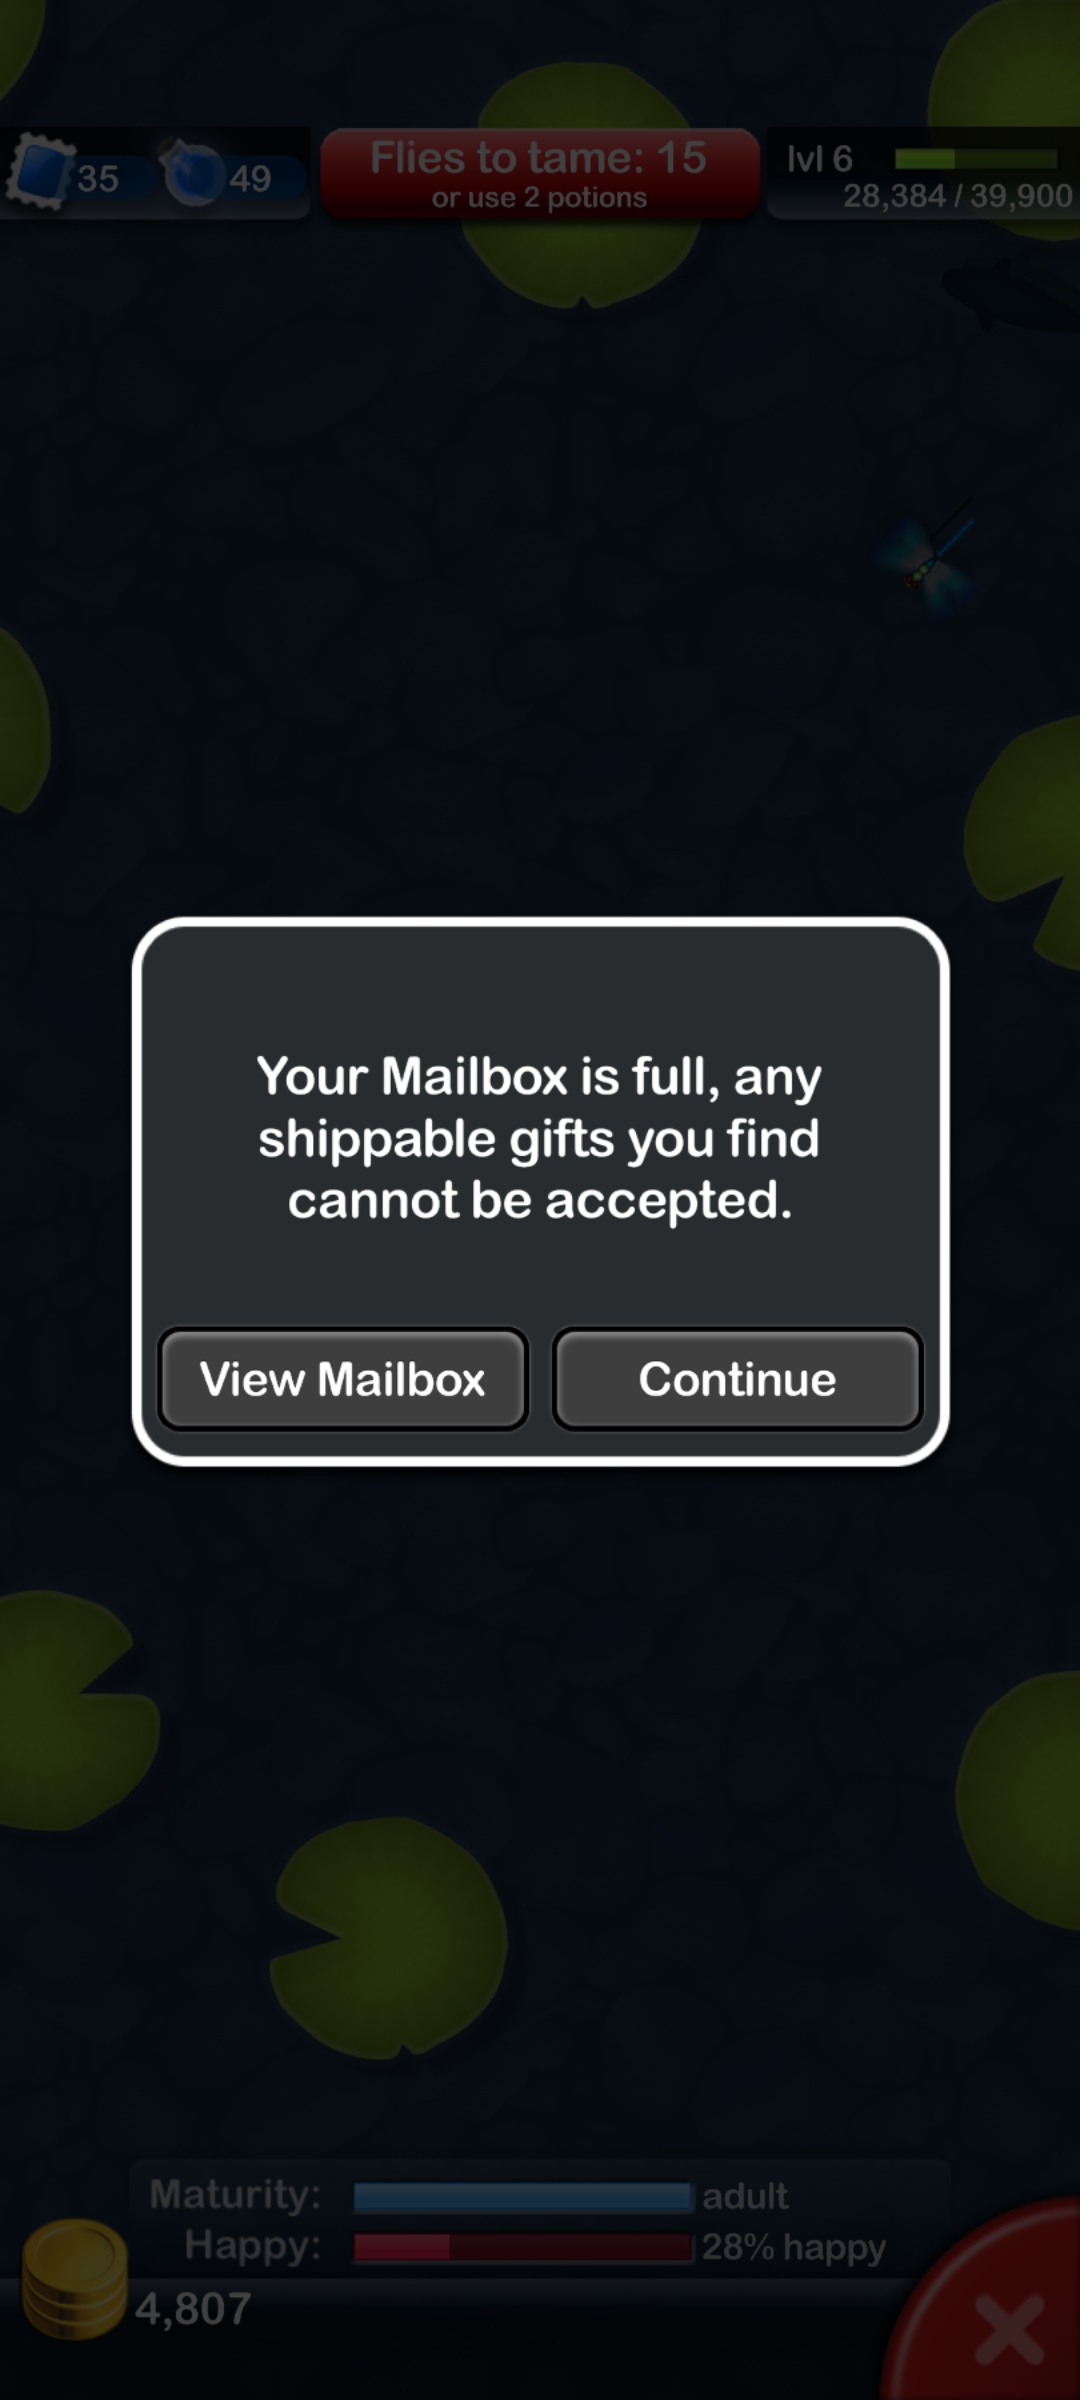 35
49
Flies to tame: 15
or use 2 potions
lvl 6
28,384 / 39,900
Your Mailbox is full, any
shippable gifts you find
cannot be accepted.
View Mailbox
Continue
Maturity: adult
Happy: 28% happy
4,807